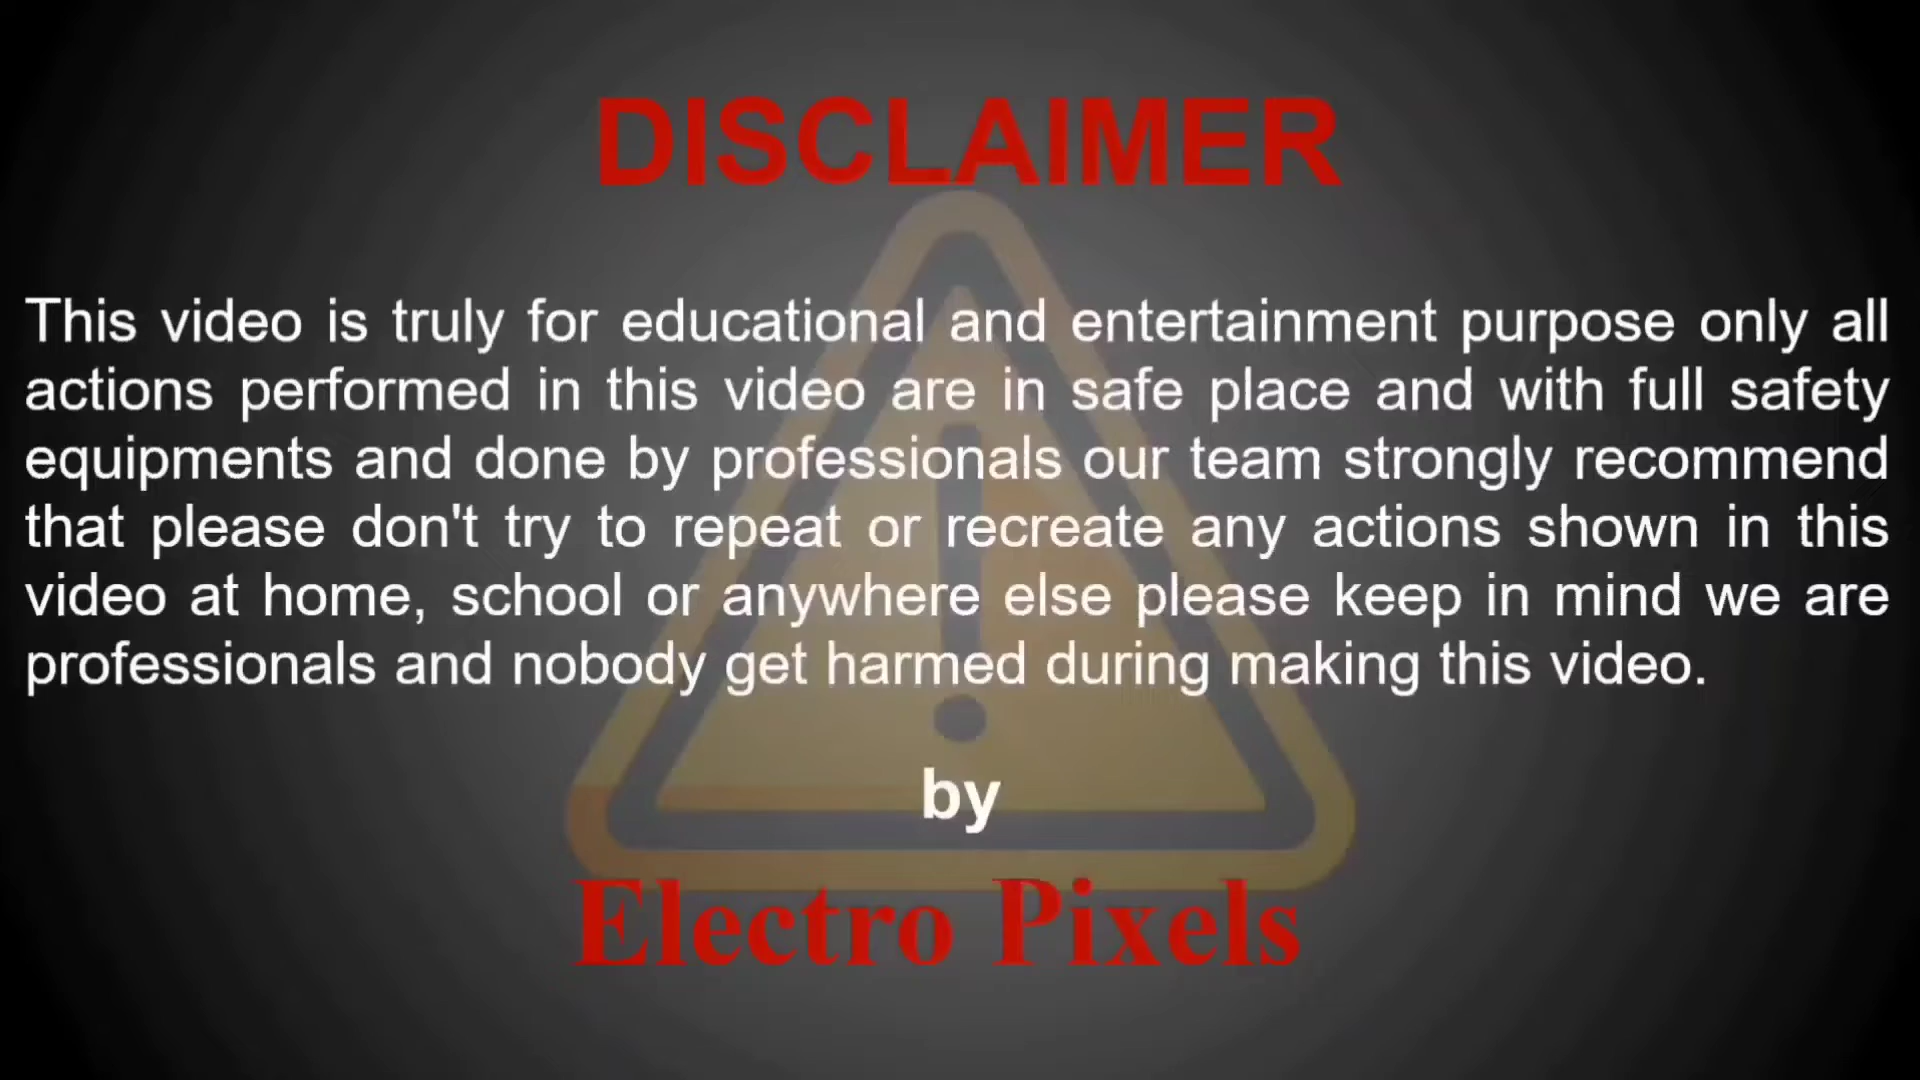 DISCLAIMER
This video is truly for educational and entertainment purpose only all
actions performed in this video are in safe place and with full safety
equipments and done by professionals our team strongly recommend
that please don't try to repeat or recreate any actions shown in this
video at home, school or anywhere else please keep in mind we are
professionals and nobody get harmed during making this video.
by
Electro Pixels